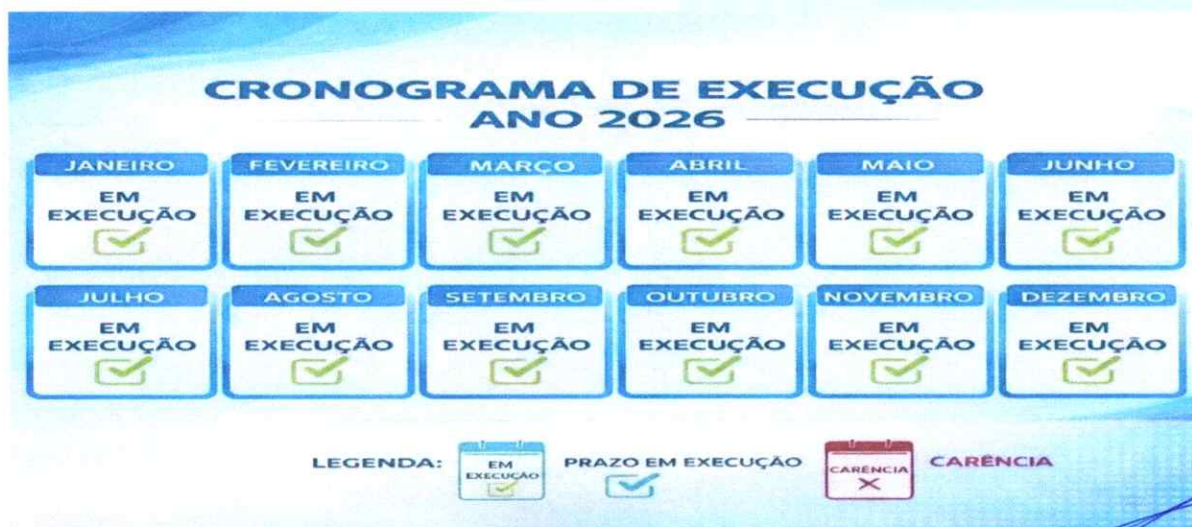 CRONOGRAMA DE EXECUÇÃO
ANO 2026
JANEIRO
EM
EXECUÇÃO
FEVEREIRO
EM
EXECUÇÃO
MARÇO
EM
EXECUÇÃO
ABRIL
EM
EXECUÇÃO
MAIO
EM
EXECUÇÃO
JUNHO
EM
EXECUÇÃO
JULHO
EM
EXECUÇÃO
AGOSTO
EM
EXECUÇÃO
SETEMBRO
EM
EXECUÇÃO
OUTUBRO
EM
EXECUÇÃO
NOVEMBRO
EM
EXECUÇÃO
DEZEMBRO
EM
EXECUÇÃO
LEGENDA:
EM
EXECUÇÃO
PRAZO EM EXECUÇÃO
CARÊNCIA
CARÊNCIA